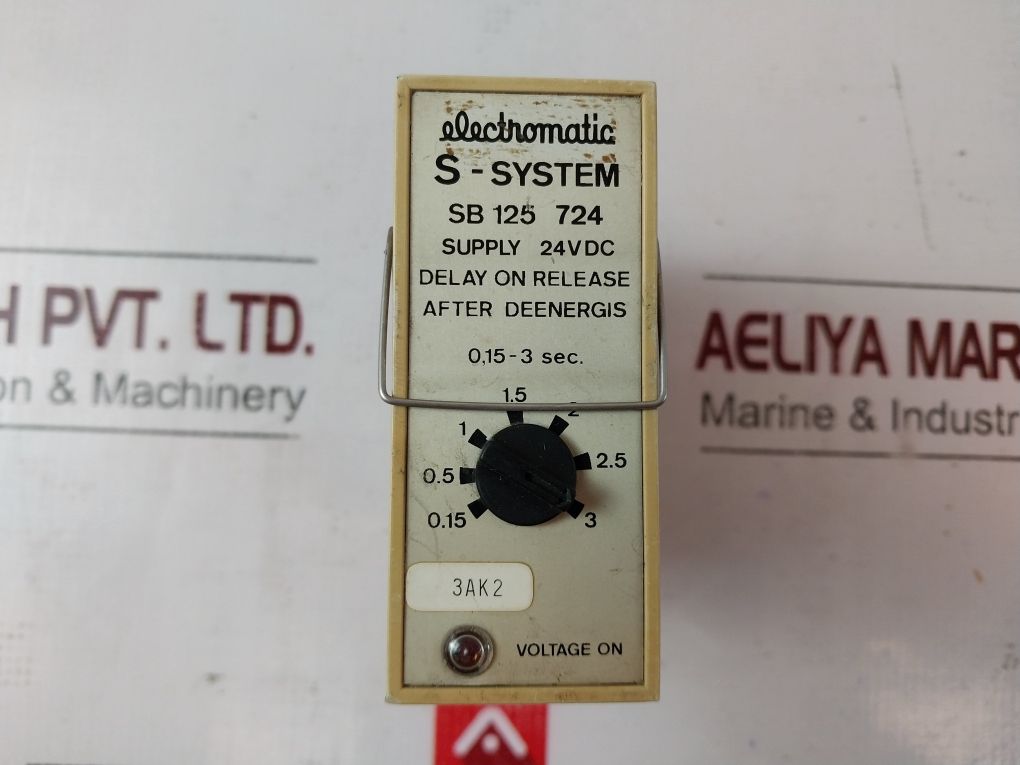 electromatic
S - SYSTEM
SB 125 724
SUPPLY 24VDC
DELAY ON RELEASE
AFTER DEENERGIS
0,15 - 3 sec.
1.5
1 2
0.5 2.5
0.15 3
3AK2
VOLTAGE ON
H PVT. LTD.
on & Machinery
AELIYA MAR
Marine & Industr